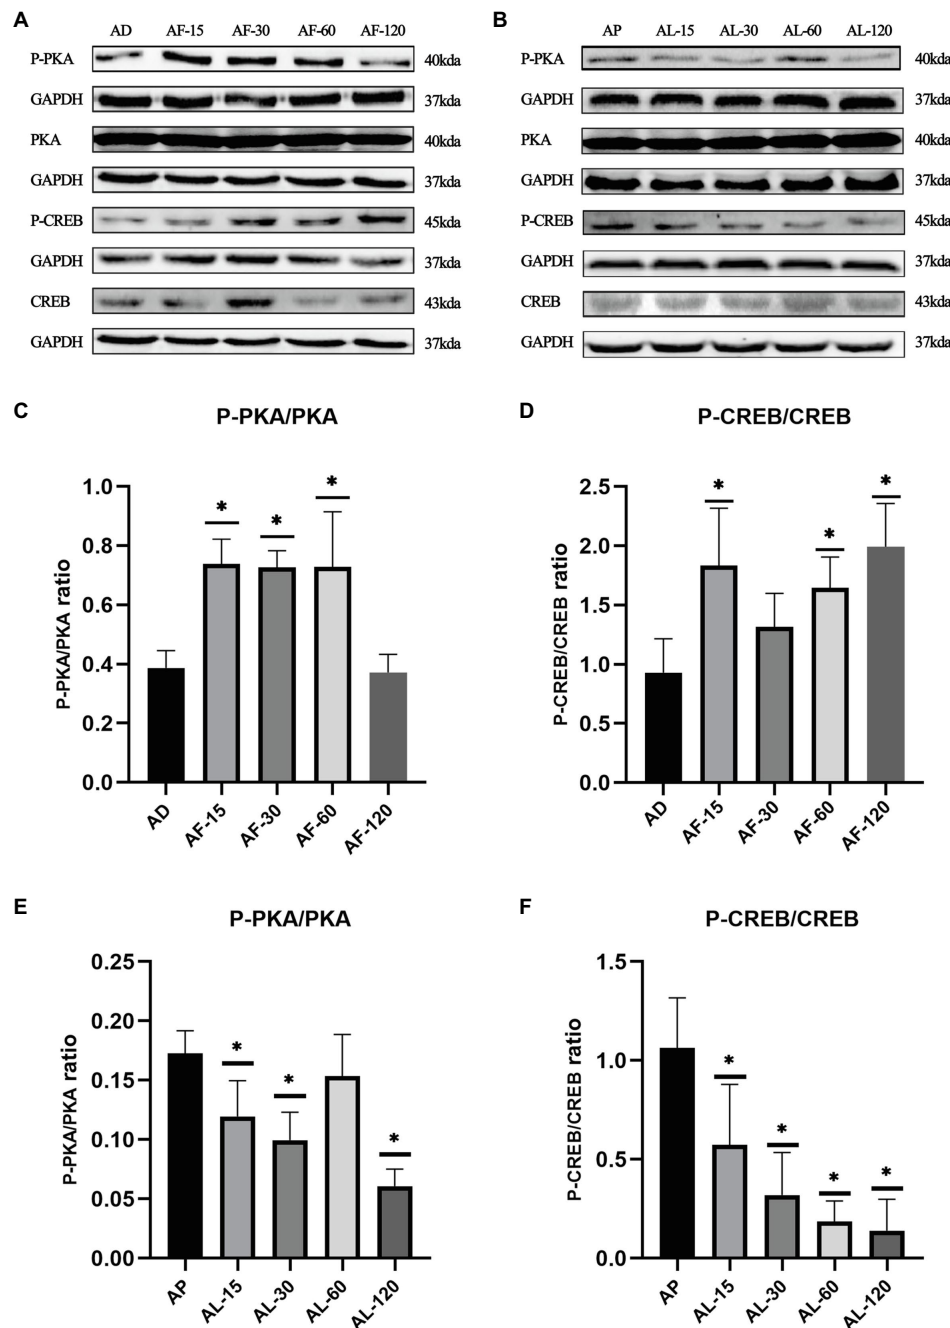 A
AD AF-15 AF-30 AF-60 AF-120
P-PKA 40kda
GAPDH 37kda
PKA 40kda
GAPDH 37kda
P-CREB 45kda
GAPDH 37kda
CREB 43kda
GAPDH 37kda
B
AP AL-15 AL-30 AL-60 AL-120
P-PKA 40kda
GAPDH 37kda
PKA 40kda
GAPDH 37kda
P-CREB 45kda
GAPDH 37kda
CREB 43kda
GAPDH 37kda
C
P-PKA/PKA
P-PKA/PKA ratio
1.0
0.8
0.6
0.4
0.2
0.0
* * *
AD AF-15 AF-30 AF-60 AF-120
D
P-CREB/CREB
P-CREB/CREB ratio
2.5
2.0
1.5
1.0
0.5
0.0
* * *
AD AF-15 AF-30 AF-60 AF-120
E
P-PKA/PKA
P-PKA/PKA ratio
0.25
0.20
0.15
0.10
0.05
0.00
* * *
AP AL-15 AL-30 AL-60 AL-120
F
P-CREB/CREB
P-CREB/CREB ratio
1.5
1.0
0.5
0.0
* * * *
AP AL-15 AL-30 AL-60 AL-120